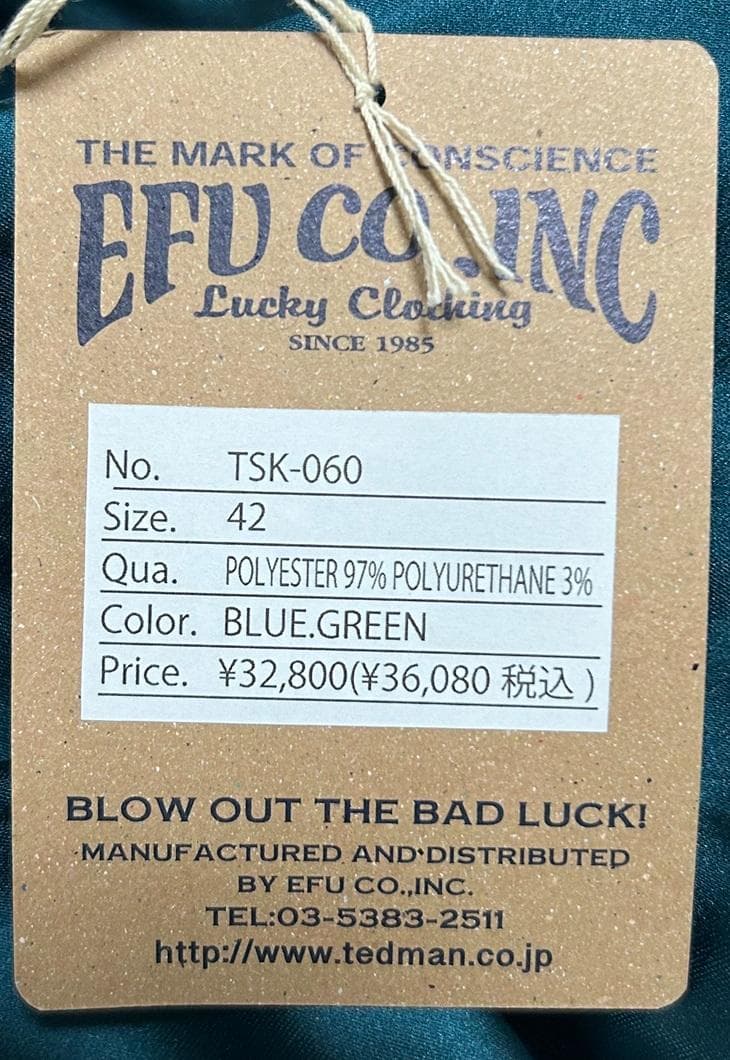 THE MARK OF CONSCIENCE
EFU CO.,INC
Lucky Clothing
SINCE 1985
No. TSK-060
Size. 42
Qua. POLYESTER 97% POLYURETHANE 3%
Color. BLUE.GREEN
Price. ¥32,800(¥36,080 税込 )
BLOW OUT THE BAD LUCK!
MANUFACTURED AND DISTRIBUTED
BY EFU CO.,INC.
TEL:03-5383-2511
http://www.tedman.co.jp